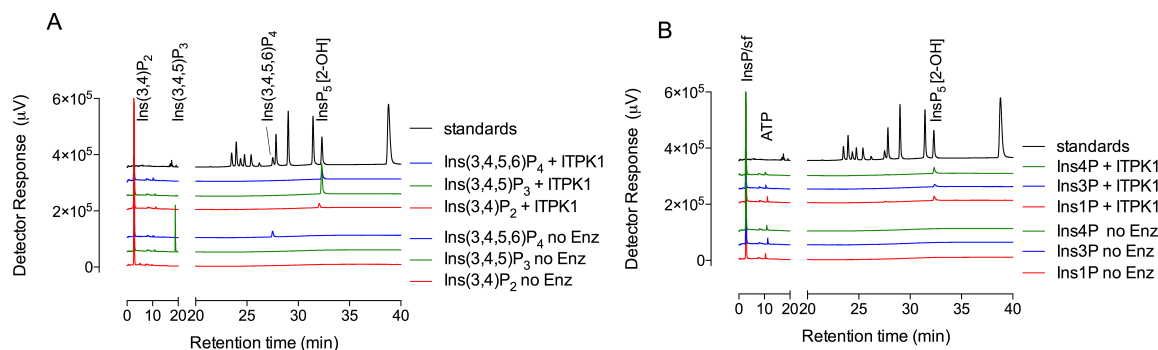 A
Ins(3,4)P2
Ins(3,4,5)P3
Ins(3,4,5,6)P4
InsP5 [2-OH]
Detector Response (μV)
6×10^5
4×10^5
2×10^5
0
0 10 20 20 25 30 35 40
Retention time (min)
standards
Ins(3,4,5,6)P4 + ITPK1
Ins(3,4,5)P3 + ITPK1
Ins(3,4)P2 + ITPK1
Ins(3,4,5,6)P4 no Enz
Ins(3,4,5)P3 no Enz
Ins(3,4)P2 no Enz
B
InsP/sf
ATP
InsP5 [2-OH]
Detector Response (μV)
6×10^5
4×10^5
2×10^5
0
0 10 20 20 25 30 35 40
Retention time (min)
standards
Ins4P + ITPK1
Ins3P + ITPK1
Ins1P + ITPK1
Ins4P no Enz
Ins3P no Enz
Ins1P no Enz